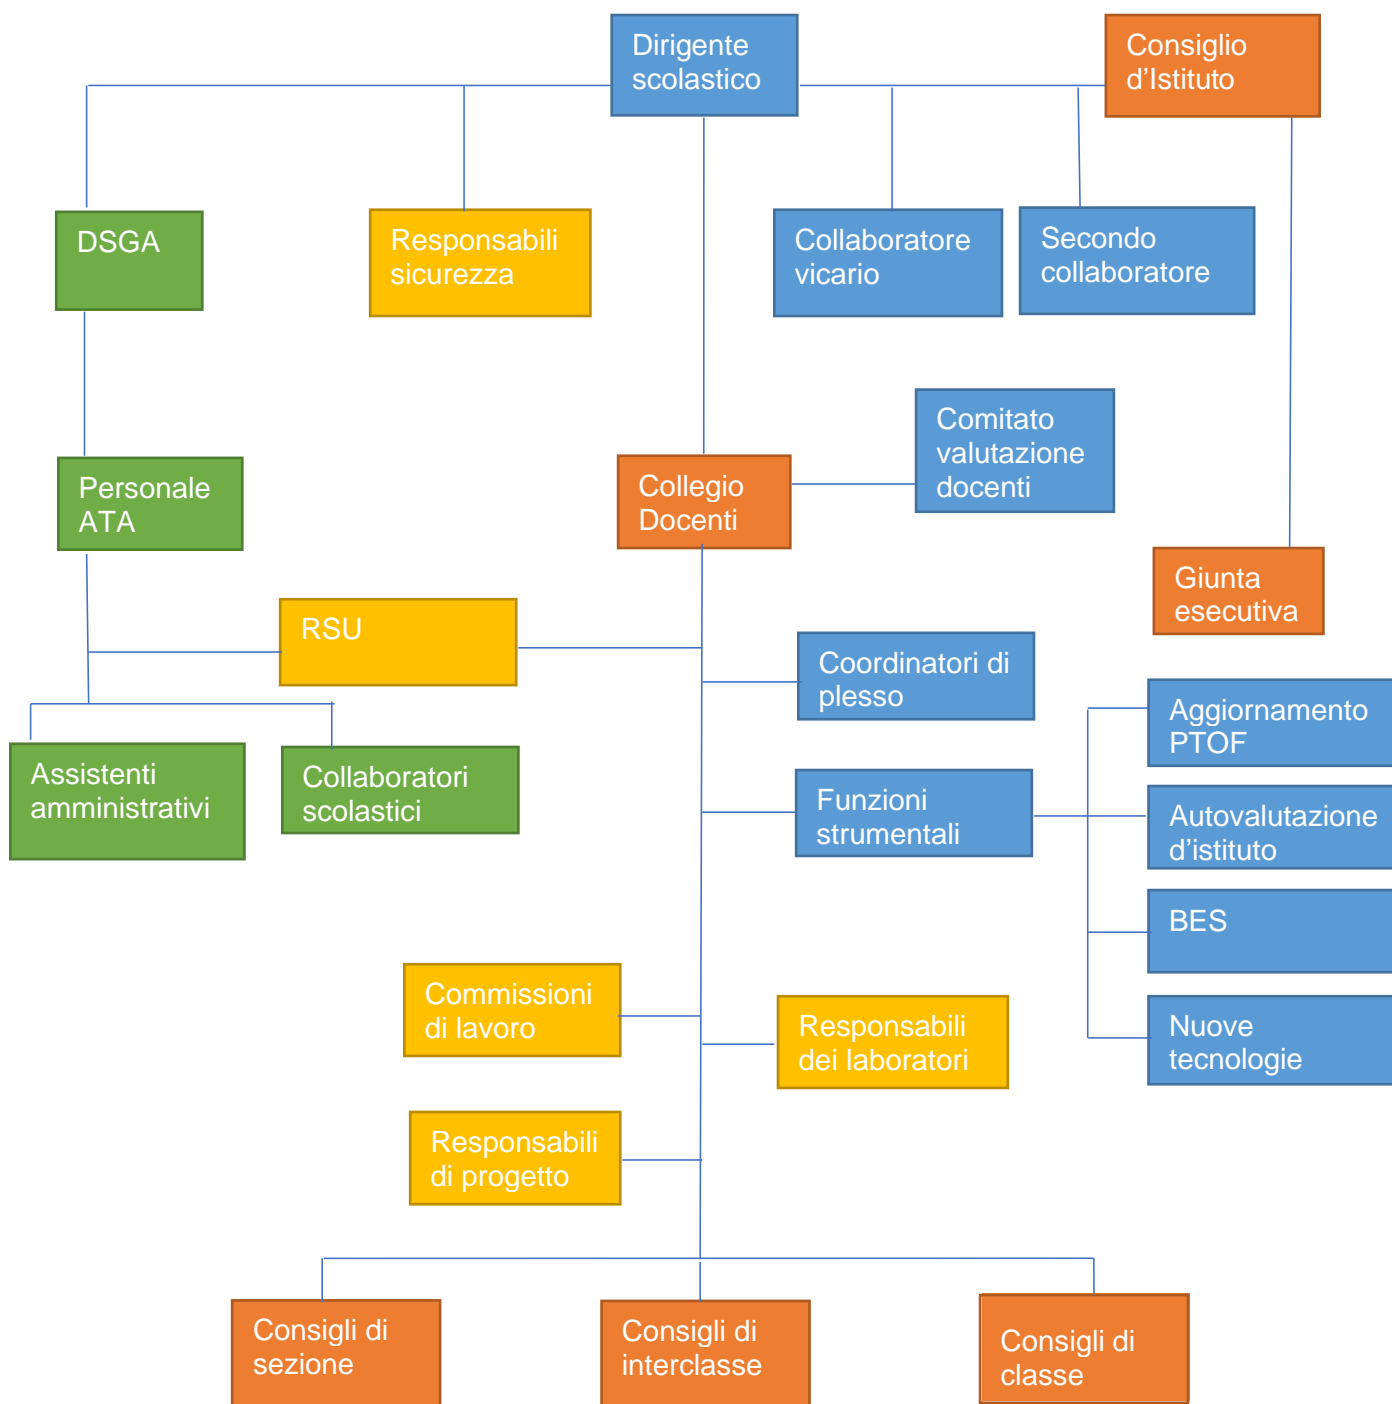 Dirigente
scolastico
Consiglio
d’Istituto
DSGA
Responsabili
sicurezza
Collaboratore
vicario
Secondo
collaboratore
Comitato
valutazione
docenti
Personale
ATA
Collegio
Docenti
Giunta
esecutiva
RSU
Coordinatori di
plesso
Aggiornamento
PTOF
Assistenti
amministrativi
Collaboratori
scolastici
Funzioni
strumentali
Autovalutazione
d’istituto
BES
Commissioni
di lavoro
Responsabili
dei laboratori
Nuove
tecnologie
Responsabili
di progetto
Consigli di
sezione
Consigli di
interclasse
Consigli di
classe